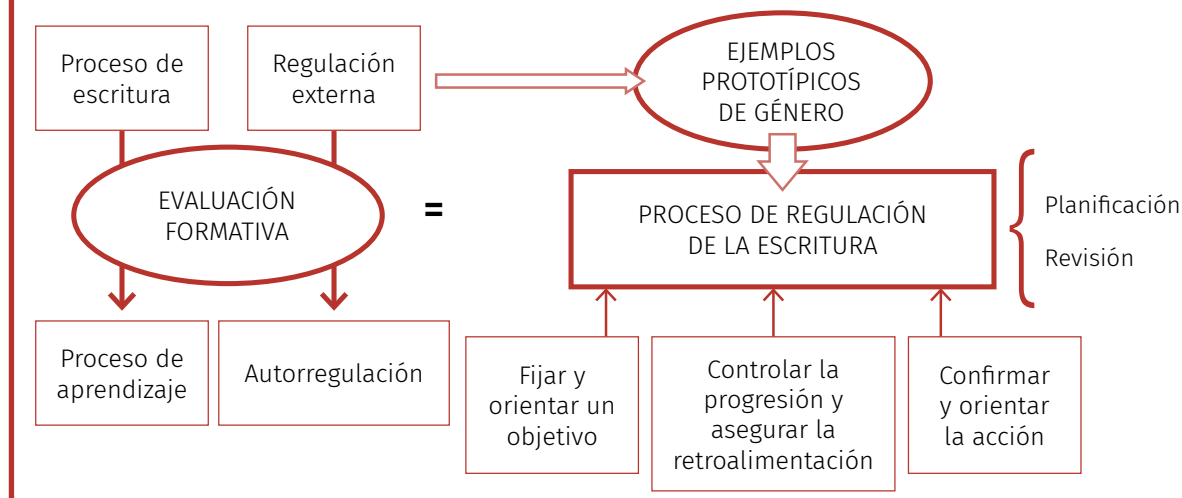 Proceso de
escritura
Regulación
externa
EJEMPLOS
PROTOTÍPICOS
DE GÉNERO
EVALUACIÓN
FORMATIVA
=
PROCESO DE REGULACIÓN
DE LA ESCRITURA
Planificación
Revisión
Proceso de
aprendizaje
Autorregulación
Fijar y
orientar un
objetivo
Controlar la
progresión y
asegurar la
retroalimentación
Confirmar
y orientar
la acción